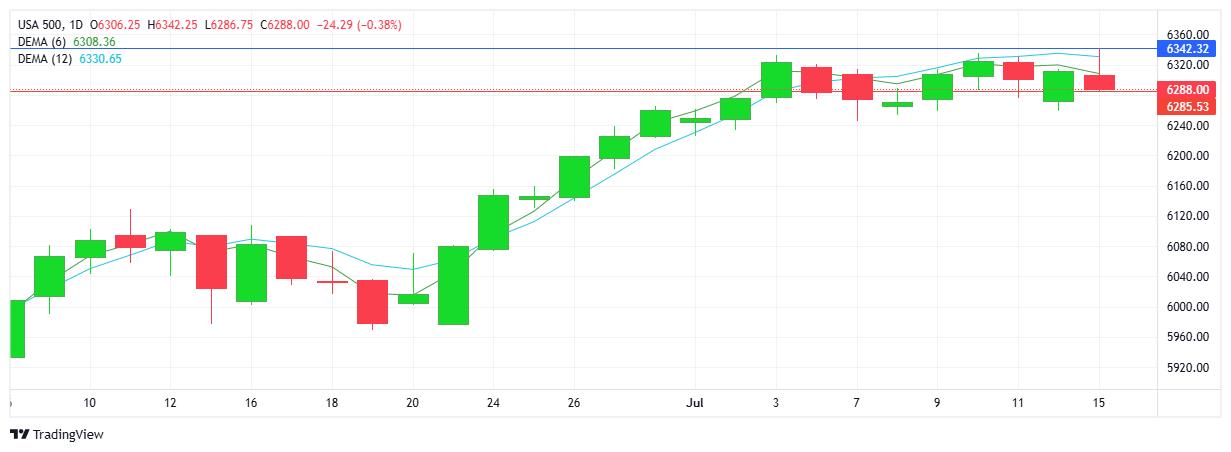 USA 500, 1D O6306.25 H6342.25 L6286.75 C6288.00 −24.29 (−0.38%)
DEMA (6) 6308.36
DEMA (12) 6330.65
6360.00
6342.32
6320.00
6288.00
6285.53
6240.00
6200.00
6160.00
6120.00
6080.00
6040.00
6000.00
5960.00
5920.00
10 12 16 18 20 24 26 Jul 3 7 9 11 15
TradingView